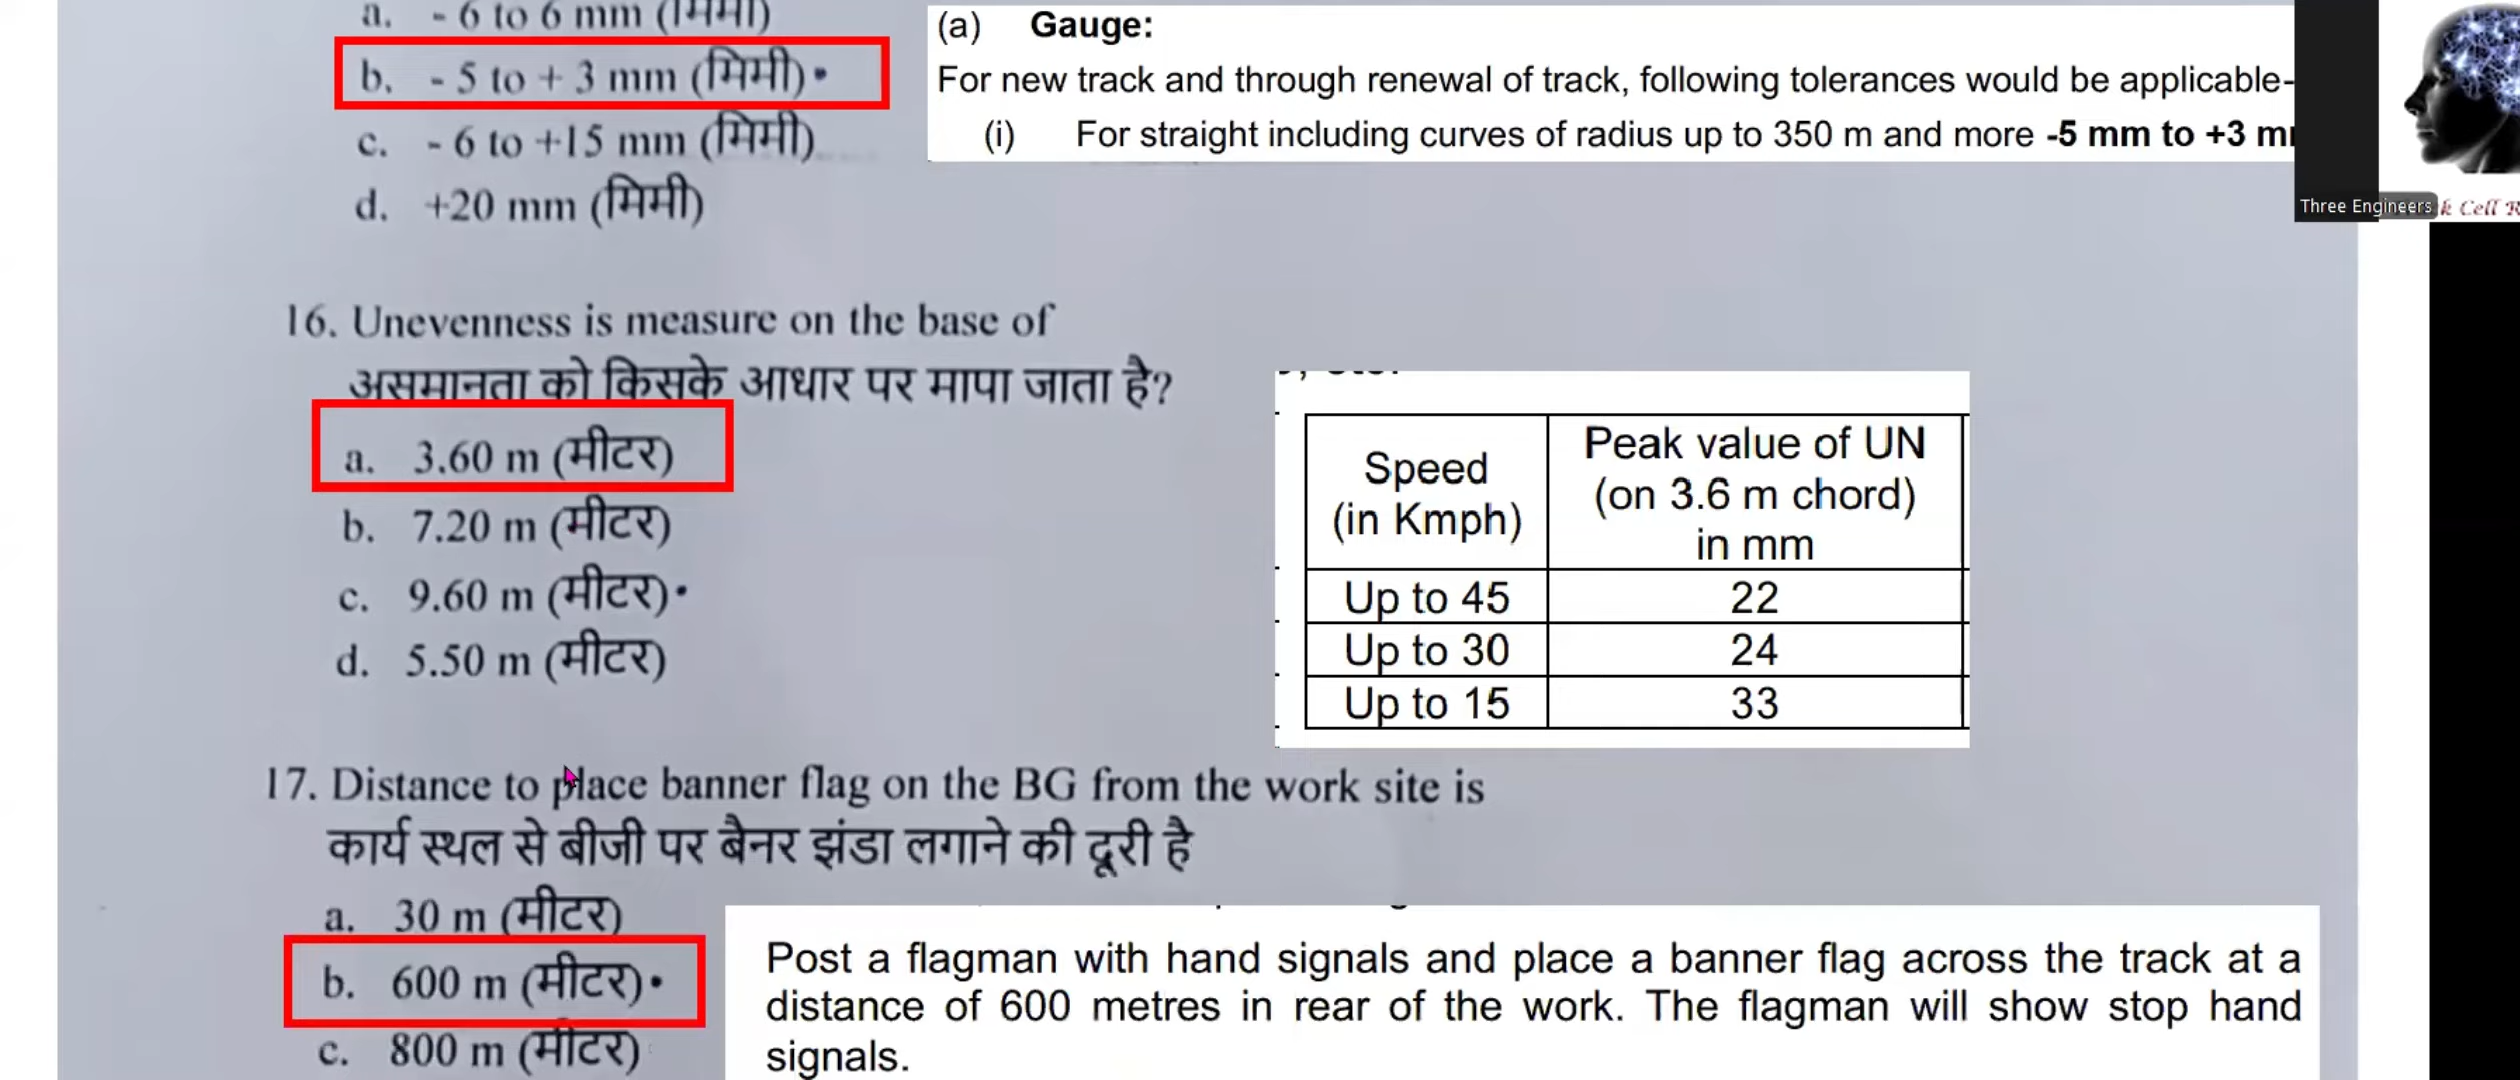 a. - 6 to 6 mm (मिमी)
b. - 5 to + 3 mm (मिमी)
c. - 6 to +15 mm (मिमी)
d. +20 mm (मिमी)
(a) Gauge:
For new track and through renewal of track, following tolerances would be applicable-
(i) For straight including curves of radius up to 350 m and more -5 mm to +3
Three Engineers
Cell
16. Unevenness is measure on the base of
असमानता को किसके आधार पर मापा जाता है?
a. 3.60 m (मीटर)
b. 7.20 m (मीटर)
c. 9.60 m (मीटर)
d. 5.50 m (मीटर)
Speed (in Kmph) Peak value of UN (on 3.6 m chord) in mm
Up to 45 22
Up to 30 24
Up to 15 33
17. Distance to place banner flag on the BG from the work site is
कार्य स्थल से बीजी पर बैनर झंडा लगाने की दूरी है
a. 30 m (मीटर)
b. 600 m (मीटर)
c. 800 m (मीटर)
Post a flagman with hand signals and place a banner flag across the track at a
distance of 600 metres in rear of the work. The flagman will show stop hand
signals.